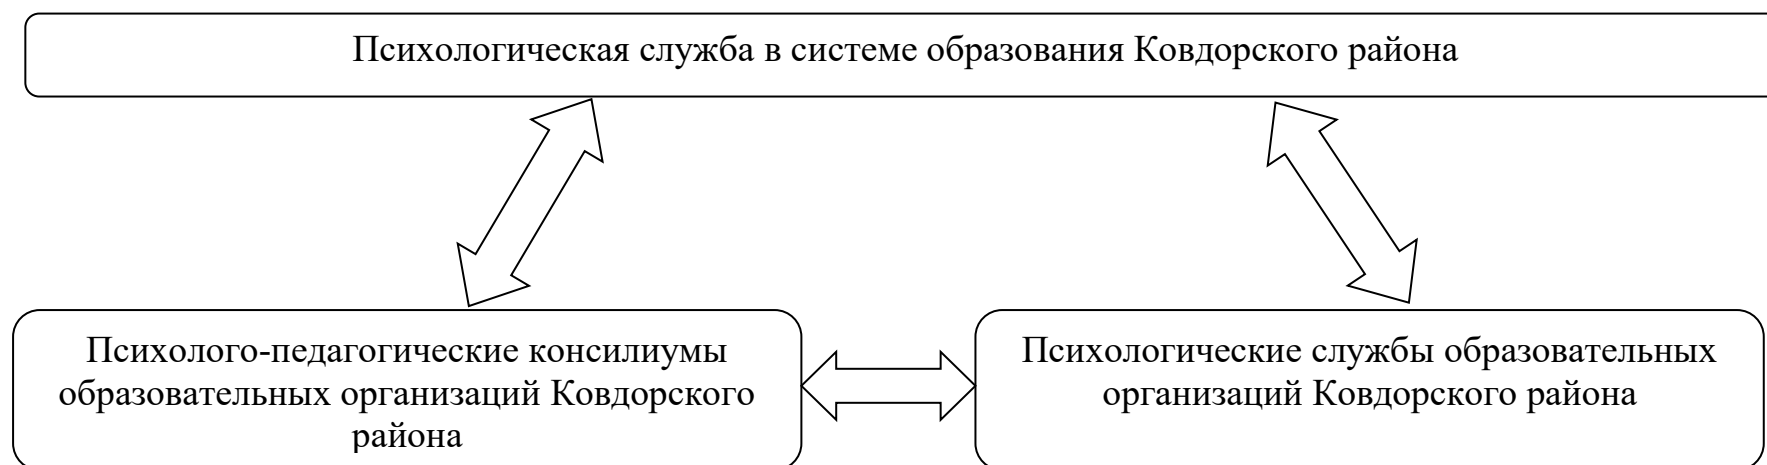 Психологическая служба в системе образования Ковдорского района
Психолого-педагогические консилиумы
образовательных организаций Ковдорского
района
Психологические службы образовательных
организаций Ковдорского района